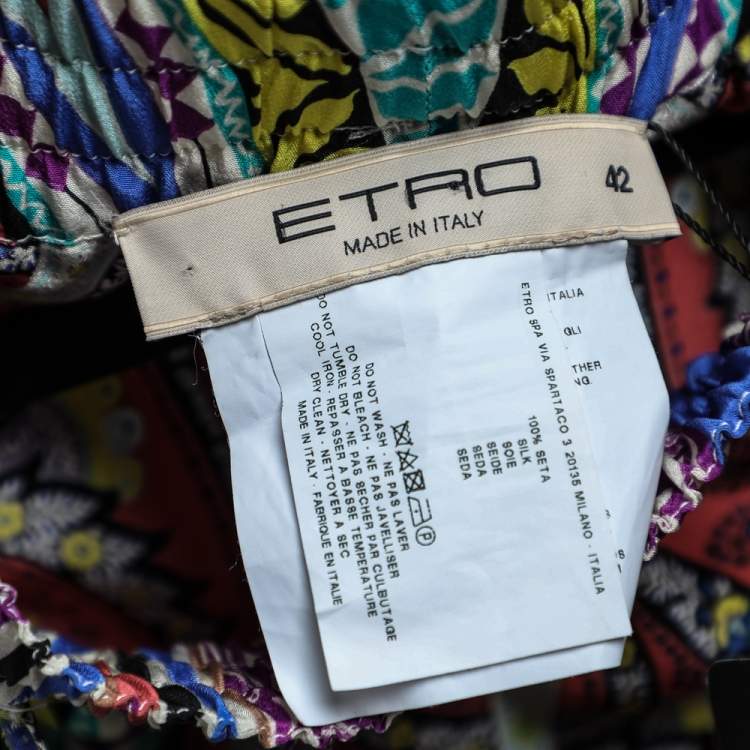 ETRO
42
MADE IN ITALY
ETRO SPA VIA SPARTACO 3 20135 MILANO - ITALIA
100% SETA
SILK
SOIE
SEIDE
SEDA
SEDA
DO NOT WASH - NE PAS LAVER
DO NOT BLEACH - NE PAS JAVELLISER
DO NOT TUMBLE DRY - NE PAS SECHER PAR CULBUTAGE
COOL IRON - REPASSER A BASSE TEMPERATURE
DRY CLEAN - NETTOYER A SEC
MADE IN ITALY - FABRIQUE EN ITALIE
P
ITALIA
GLI
THER